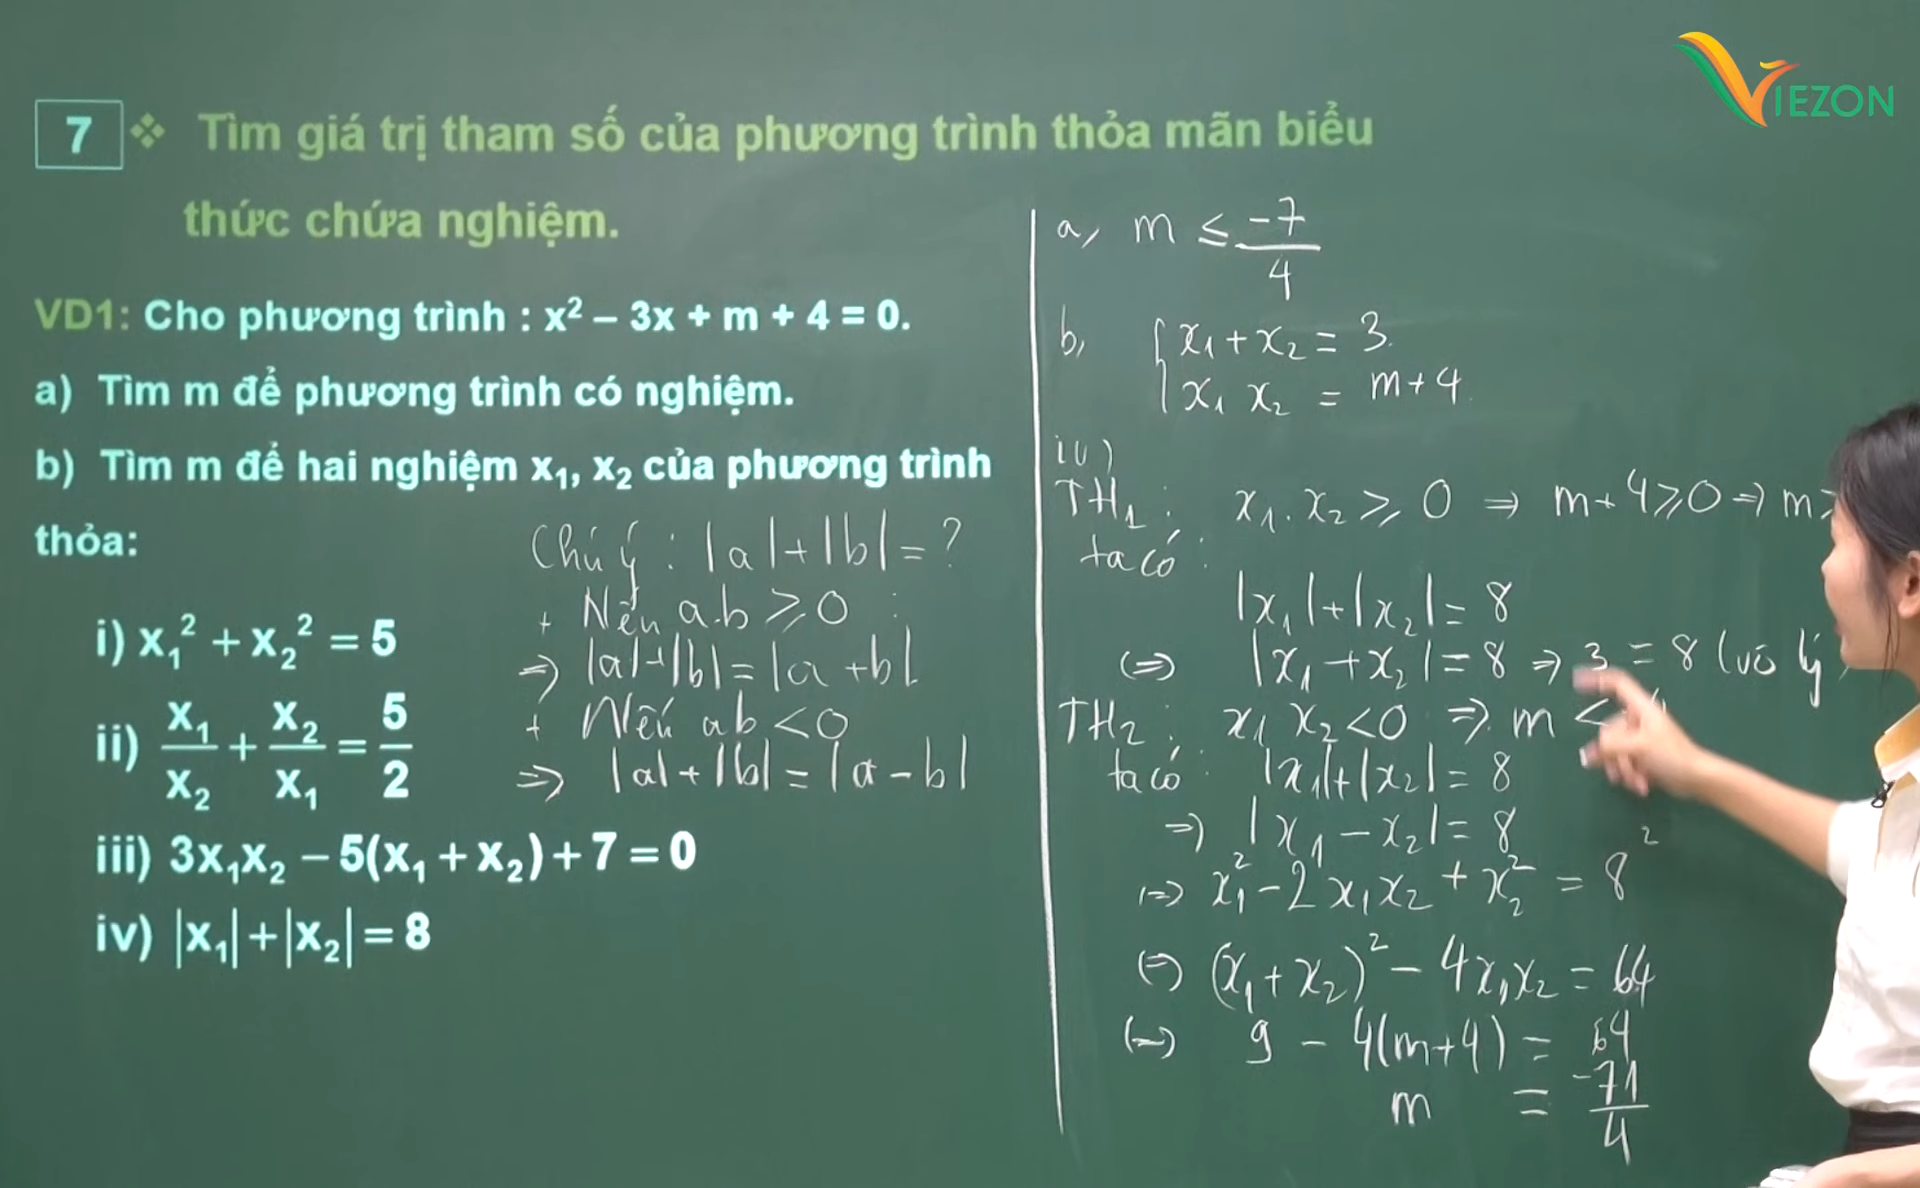 VIEZON
7 ❖ Tìm giá trị tham số của phương trình thỏa mãn biểu
thức chứa nghiệm.
VD1: Cho phương trình : x² – 3x + m + 4 = 0.
a) Tìm m để phương trình có nghiệm.
b) Tìm m để hai nghiệm x₁, x₂ của phương trình
thỏa:
i) x₁² + x₂² = 5
ii) x₁/x₂ + x₂/x₁ = 5/2
iii) 3x₁x₂ – 5(x₁ + x₂) + 7 = 0
iv) |x₁| + |x₂| = 8
Chú ý : |a| + |b| = ?
+ Nếu a.b ≥ 0 :
=> |a| + |b| = |a + b|
+ Nếu ab < 0
=> |a| + |b| = |a - b|
a, m ≤ -7/4
b, { x₁ + x₂ = 3.
x₁ x₂ = m + 4
iv)
TH₁ : x₁. x₂ ≥ 0 => m + 4 ≥ 0 => m ≥
ta có :
|x₁| + |x₂| = 8
<=> |x₁ + x₂| = 8 => 3 = 8 (vô lý)
TH₂ : x₁ x₂ < 0 => m <
ta có : |x₁| + |x₂| = 8
=> |x₁ - x₂| = 8
=> x₁² - 2x₁x₂ + x₂² = 8²
<=> (x₁ + x₂)² - 4x₁x₂ = 64
<=> 9 - 4(m + 4) = 64
m = -71/4